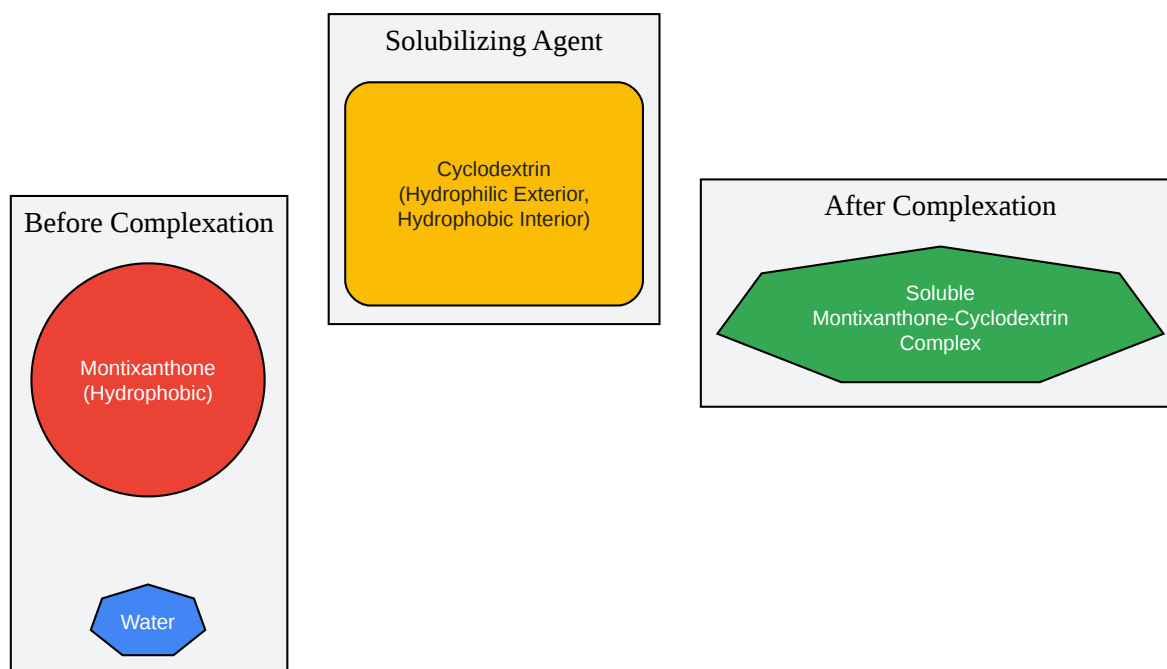 Before Complexation
Montixanthone
(Hydrophobic)
Water
Solubilizing Agent
Cyclodextrin
(Hydrophilic Exterior,
Hydrophobic Interior)
After Complexation
Soluble
Montixanthone-Cyclodextrin
Complex